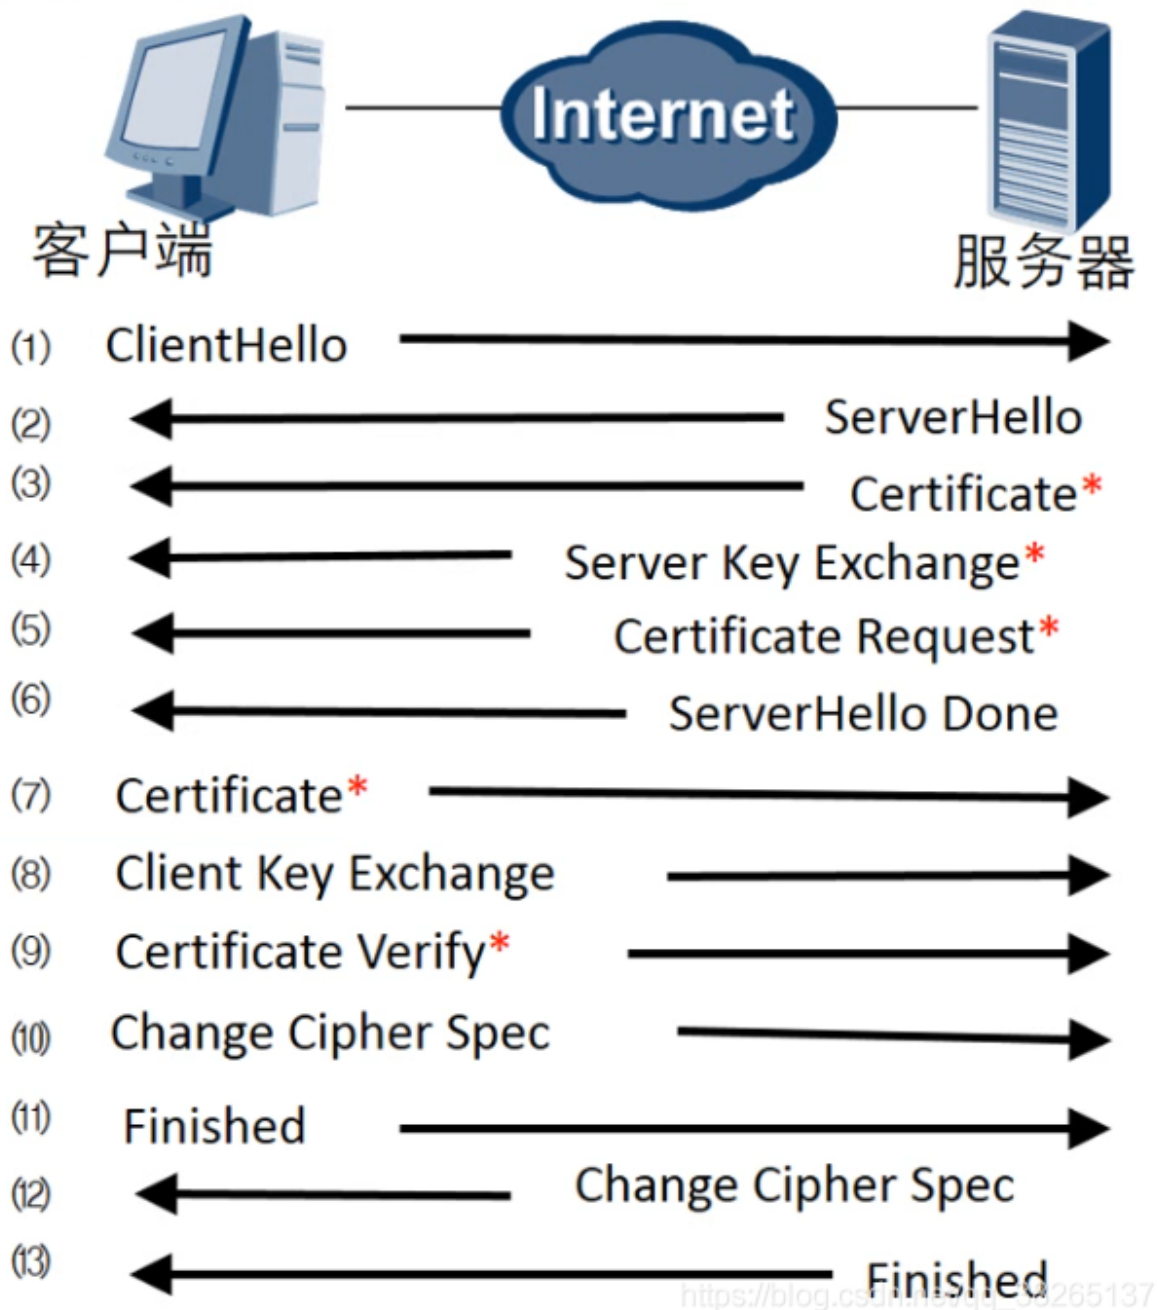 Internet
客户端
服务器
(1) ClientHello
(2) ServerHello
(3) Certificate*
(4) Server Key Exchange*
(5) Certificate Request*
(6) ServerHello Done
(7) Certificate*
(8) Client Key Exchange
(9) Certificate Verify*
(10) Change Cipher Spec
(11) Finished
(12) Change Cipher Spec
(13) Finished